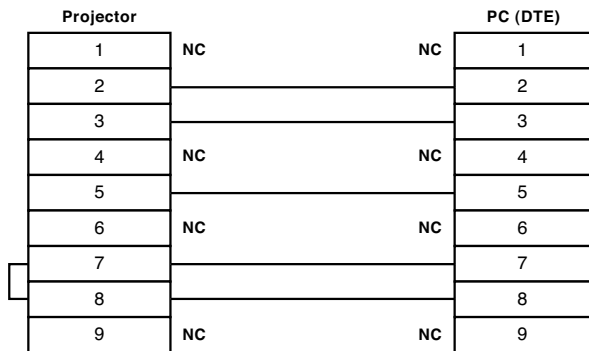 Projector PC (DTE)
1 NC NC 1
2 2
3 3
4 NC NC 4
5 5
6 NC NC 6
7 7
8 8
9 NC NC 9